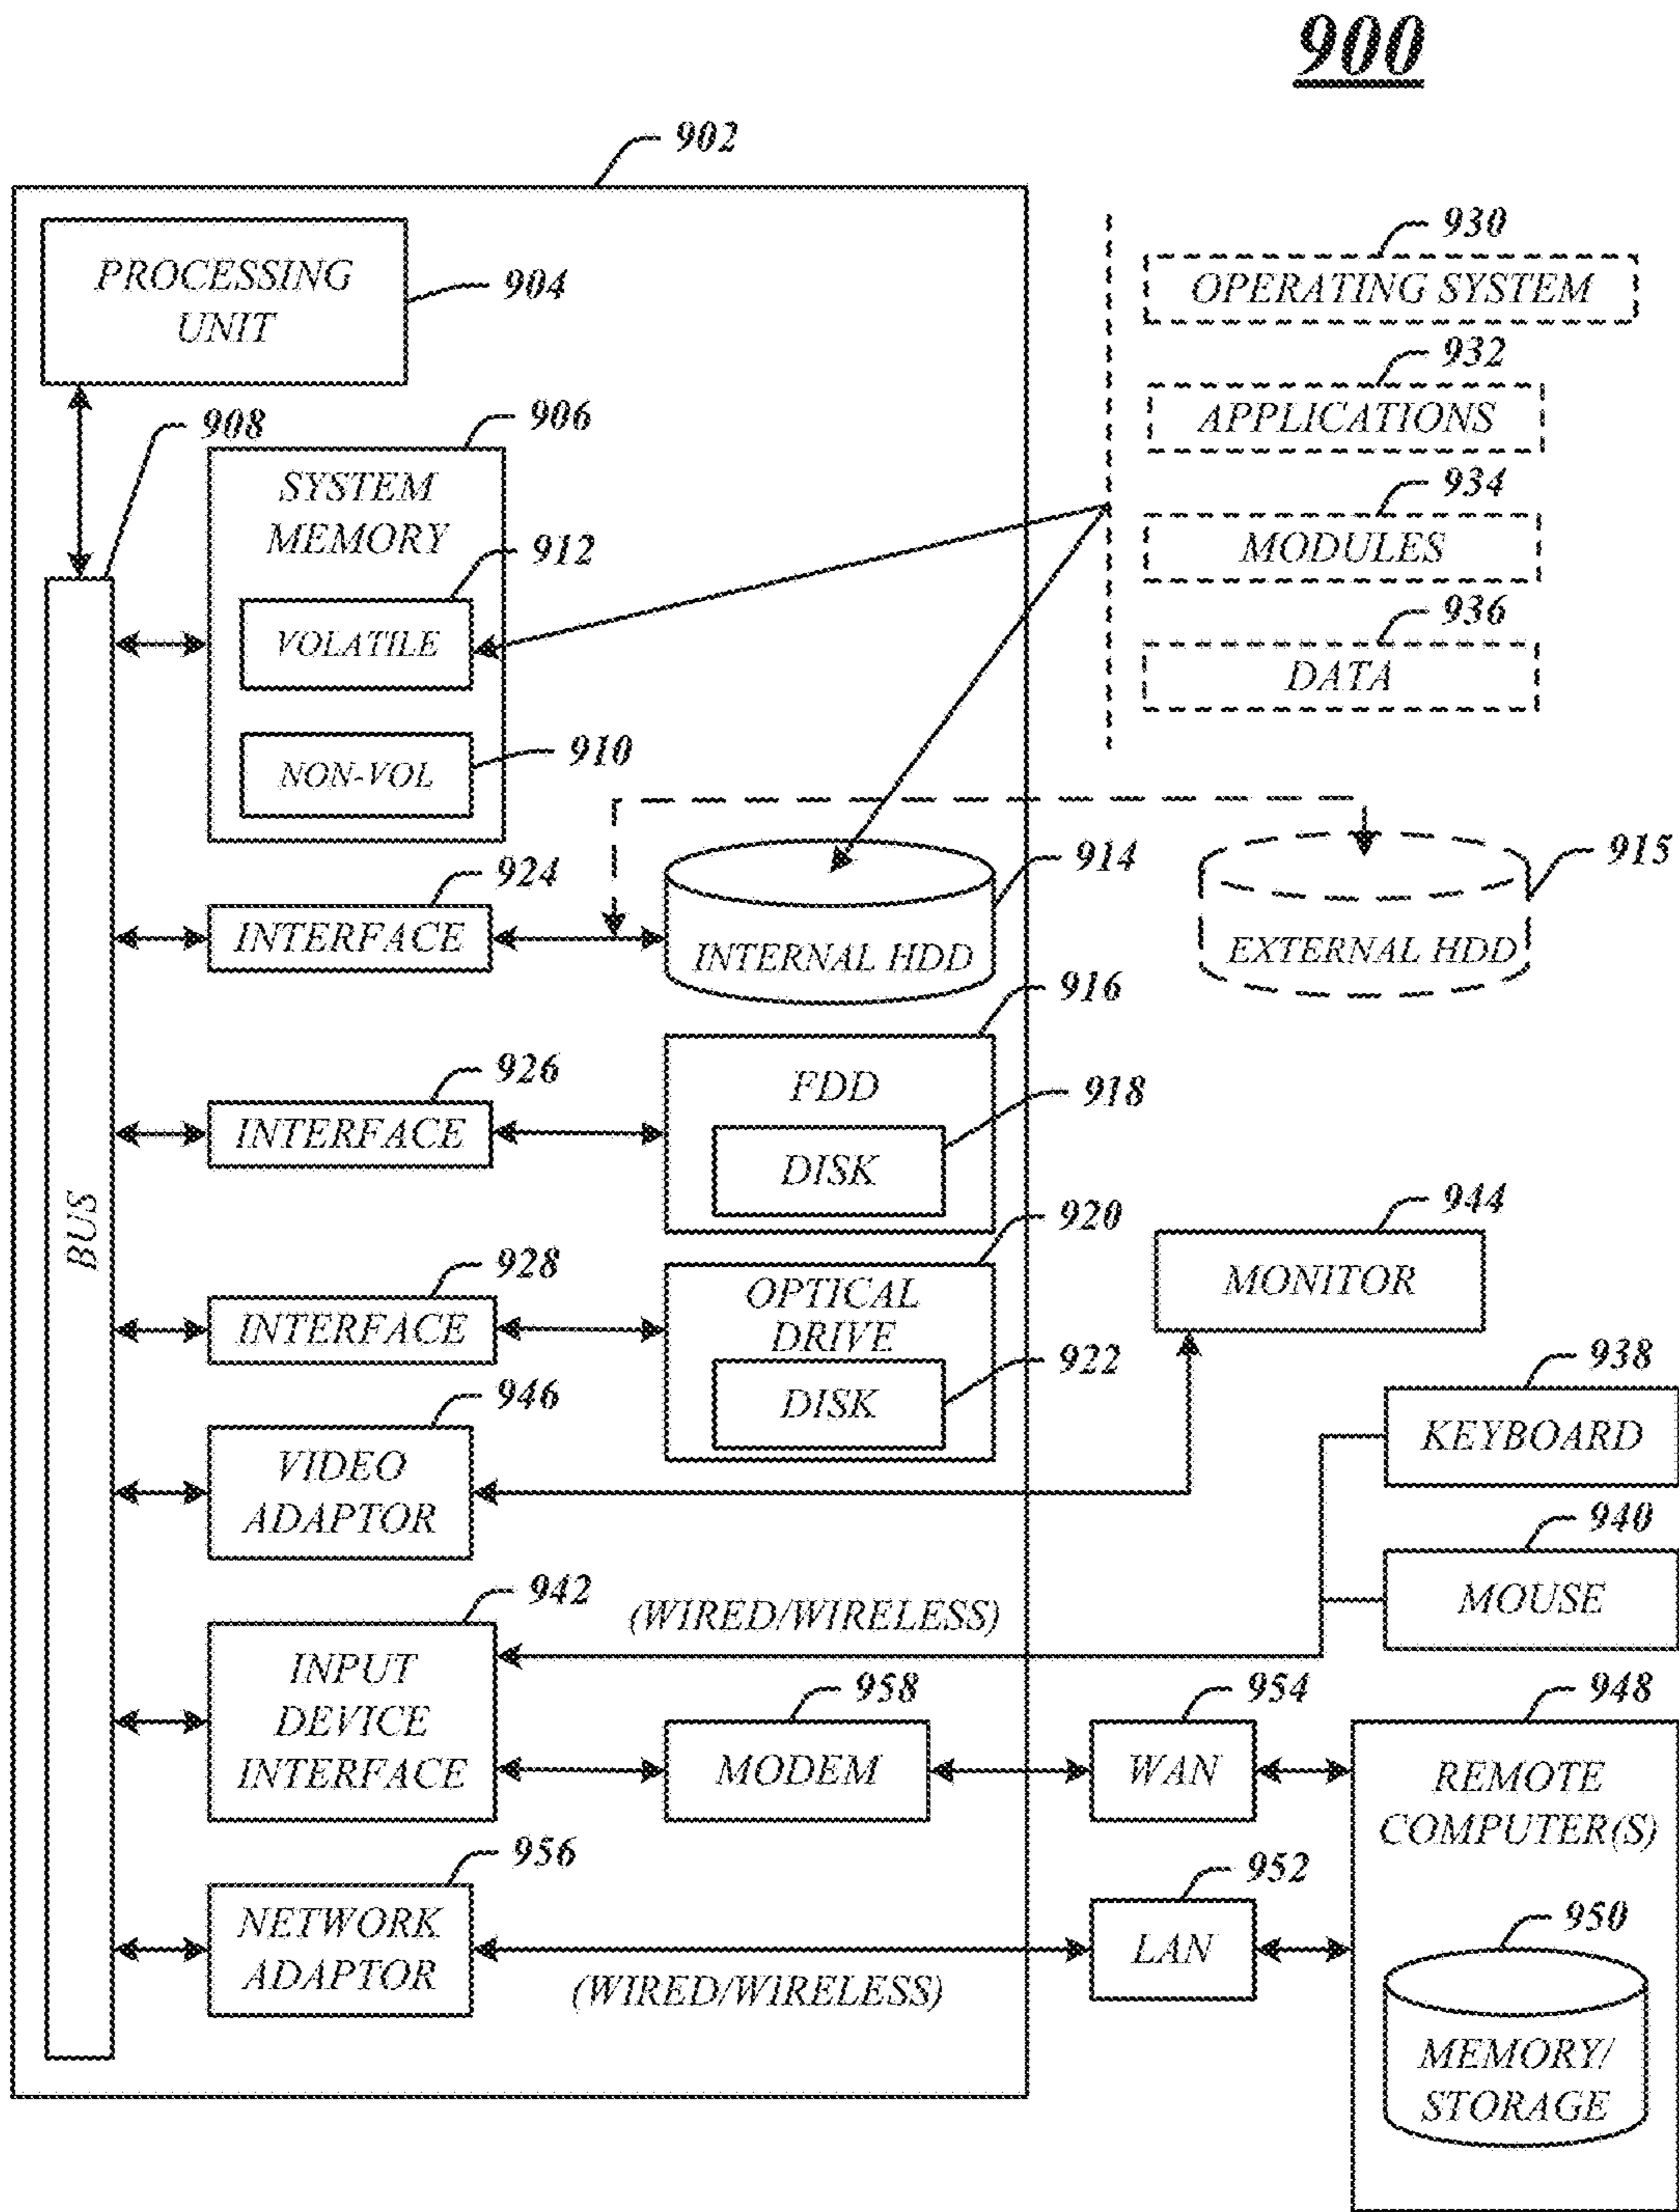 900
902
PROCESSING
UNIT
904
930
OPERATING SYSTEM
932
APPLICATIONS
934
MODULES
936
DATA
908
906
SYSTEM
MEMORY
912
VOLATILE
910
NON-VOL
924
INTERFACE
914
INTERNAL HDD
915
EXTERNAL HDD
916
926
INTERFACE
FDD
918
DISK
BUS
920
928
INTERFACE
OPTICAL
DRIVE
922
DISK
944
MONITOR
938
KEYBOARD
946
VIDEO
ADAPTOR
940
MOUSE
942
(WIRED/WIRELESS)
INPUT
DEVICE
INTERFACE
958
MODEM
954
WAN
948
REMOTE
COMPUTER(S)
956
NETWORK
ADAPTOR
(WIRED/WIRELESS)
952
LAN
950
MEMORY/
STORAGE